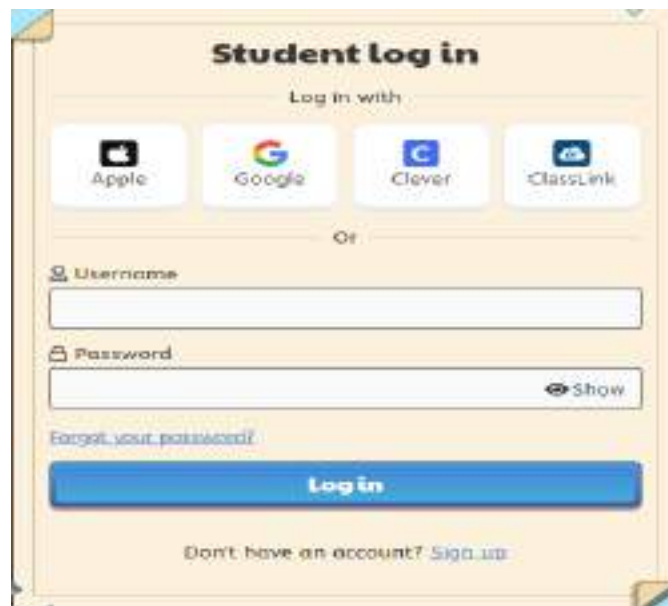 Student log in
Log in with
Apple Google Clever ClassLink
Or
Username
Password
Show
Forgot your password?
Log in
Don't have an account? Sign up